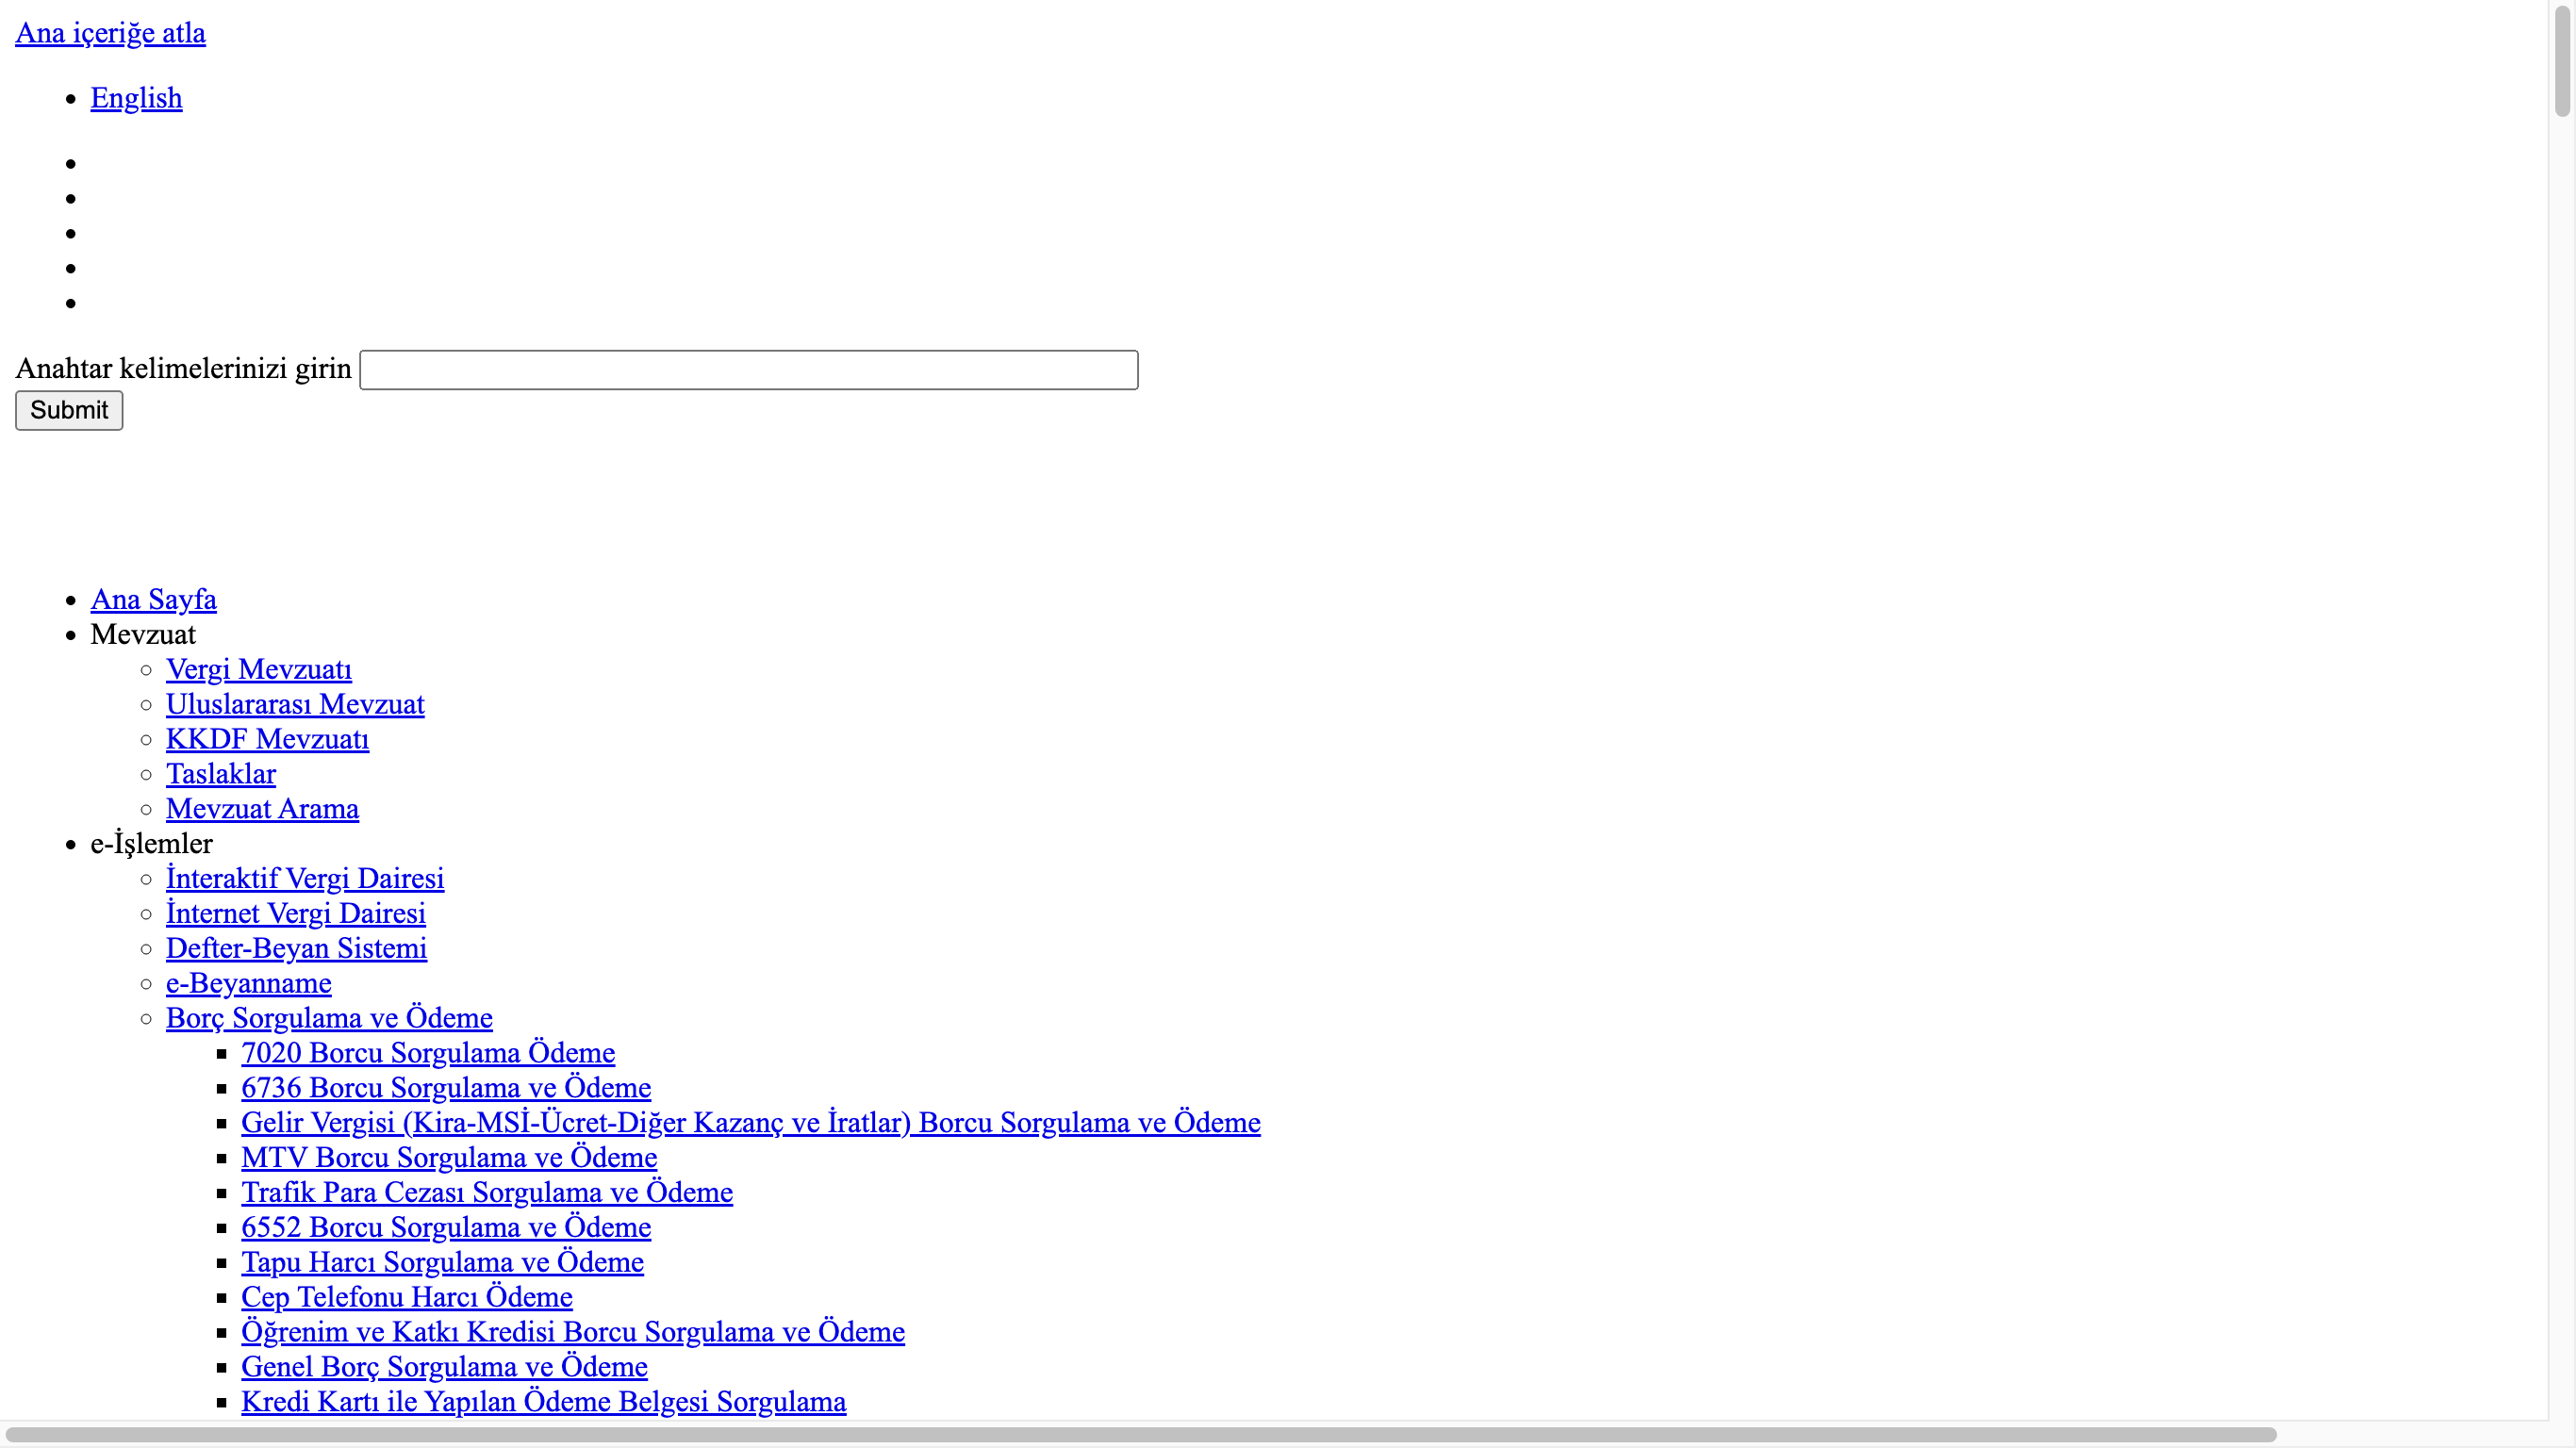 Ana içeriğe atla
English
Anahtar kelimelerinizi girin
Submit
Ana Sayfa
Mevzuat
Vergi Mevzuatı
Uluslararası Mevzuat
KKDF Mevzuatı
Taslaklar
Mevzuat Arama
e-İşlemler
İnteraktif Vergi Dairesi
İnternet Vergi Dairesi
Defter-Beyan Sistemi
e-Beyanname
Borç Sorgulama ve Ödeme
7020 Borcu Sorgulama Ödeme
6736 Borcu Sorgulama ve Ödeme
Gelir Vergisi (Kira-MSİ-Ücret-Diğer Kazanç ve İratlar) Borcu Sorgulama ve Ödeme
MTV Borcu Sorgulama ve Ödeme
Trafik Para Cezası Sorgulama ve Ödeme
6552 Borcu Sorgulama ve Ödeme
Tapu Harcı Sorgulama ve Ödeme
Cep Telefonu Harcı Ödeme
Öğrenim ve Katkı Kredisi Borcu Sorgulama ve Ödeme
Genel Borç Sorgulama ve Ödeme
Kredi Kartı ile Yapılan Ödeme Belgesi Sorgulama